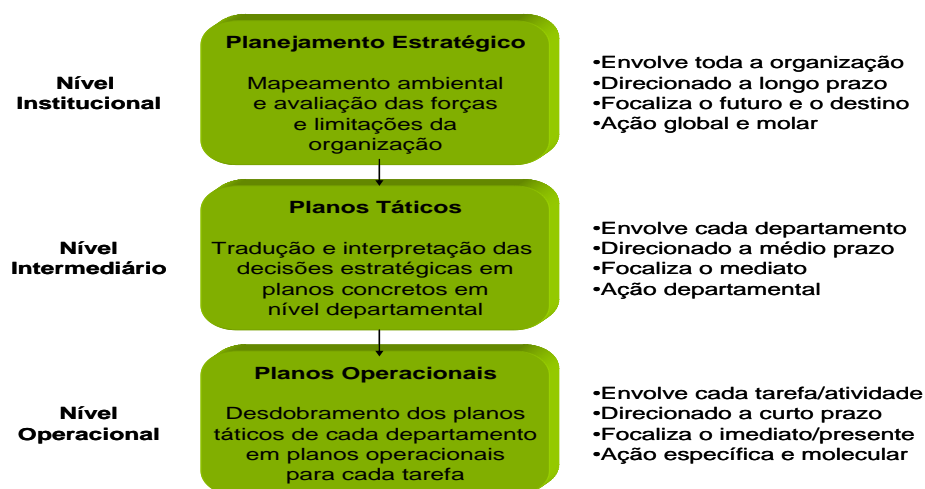 Nível
Institucional
Planejamento Estratégico
Mapeamento ambiental
e avaliação das forças
e limitações da
organização
•Envolve toda a organização
•Direcionado a longo prazo
•Focaliza o futuro e o destino
•Ação global e molar
Nível
Intermediário
Planos Táticos
Tradução e interpretação das
decisões estratégicas em
planos concretos em
nível departamental
•Envolve cada departamento
•Direcionado a médio prazo
•Focaliza o mediato
•Ação departamental
Nível
Operacional
Planos Operacionais
Desdobramento dos planos
táticos de cada departamento
em planos operacionais
para cada tarefa
•Envolve cada tarefa/atividade
•Direcionado a curto prazo
•Focaliza o imediato/presente
•Ação específica e molecular